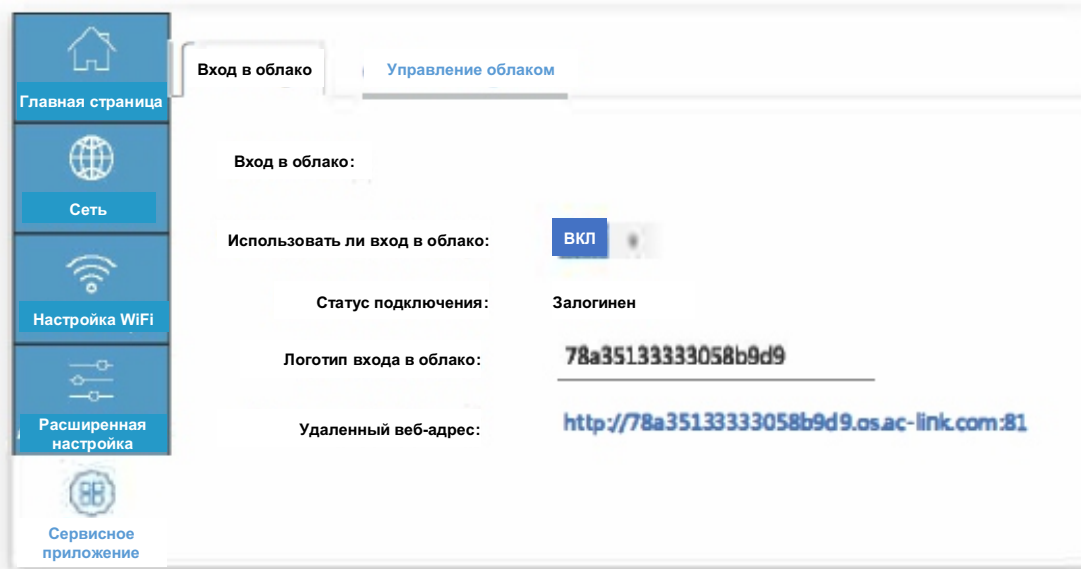 Главная страница
Сеть
Настройка WiFi
Расширенная
настройка
Сервисное
приложение
Вход в облако
Управление облаком
Вход в облако:
Использовать ли вход в облако: ВКЛ
Статус подключения: Залогинен
Логотип входа в облако: 78a35133333058b9d9
Удаленный веб-адрес: http://78a35133333058b9d9.os.ac-link.com:81